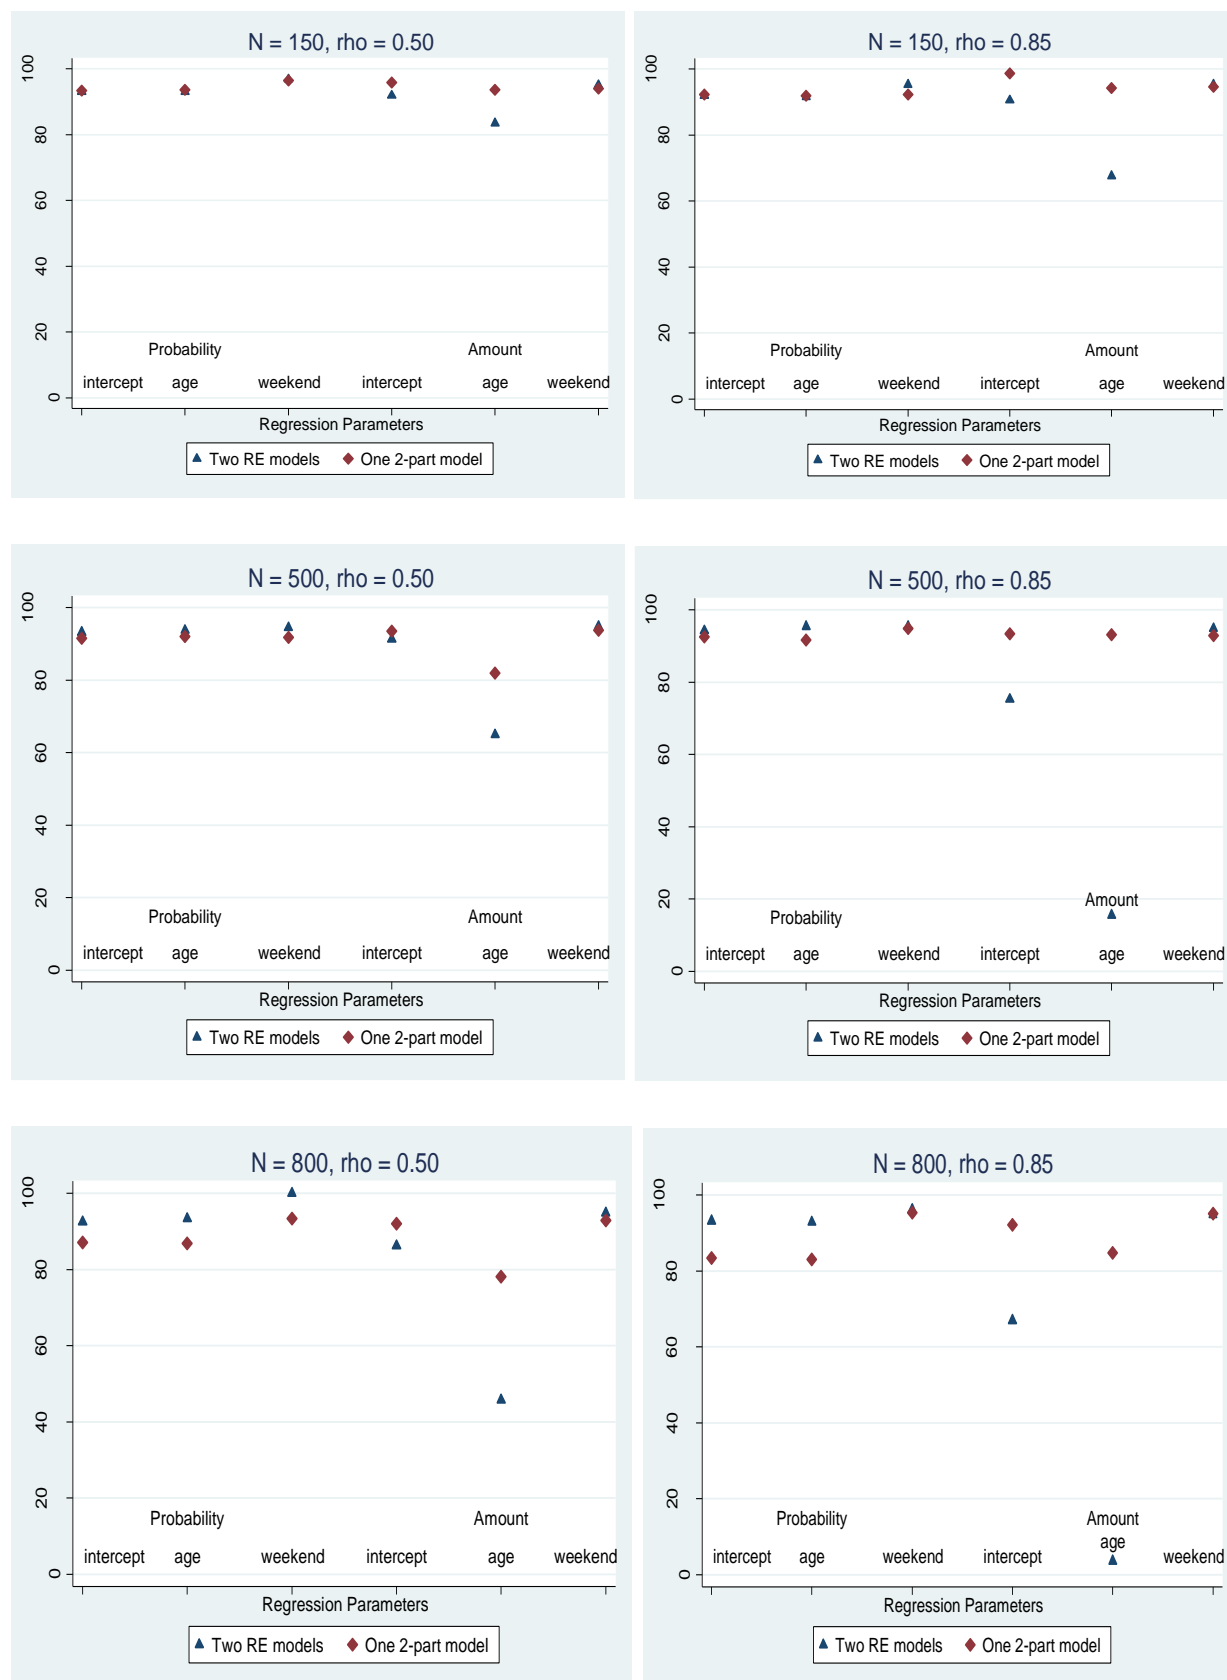 N = 150, rho = 0.50
100
80
60
40
20
0
Probability Amount
intercept age weekend intercept age weekend
Regression Parameters
Two RE models One 2-part model
N = 150, rho = 0.85
100
80
60
40
20
0
Probability Amount
intercept age weekend intercept age weekend
Regression Parameters
Two RE models One 2-part model
N = 500, rho = 0.50
100
80
60
40
20
0
Probability Amount
intercept age weekend intercept age weekend
Regression Parameters
Two RE models One 2-part model
N = 500, rho = 0.85
100
80
60
40
20
0
Amount
Probability
intercept age weekend intercept age weekend
Regression Parameters
Two RE models One 2-part model
N = 800, rho = 0.50
100
80
60
40
20
0
Probability Amount
intercept age weekend intercept age weekend
Regression Parameters
Two RE models One 2-part model
N = 800, rho = 0.85
100
80
60
40
20
0
Probability Amount
age
intercept age weekend intercept weekend
Regression Parameters
Two RE models One 2-part model